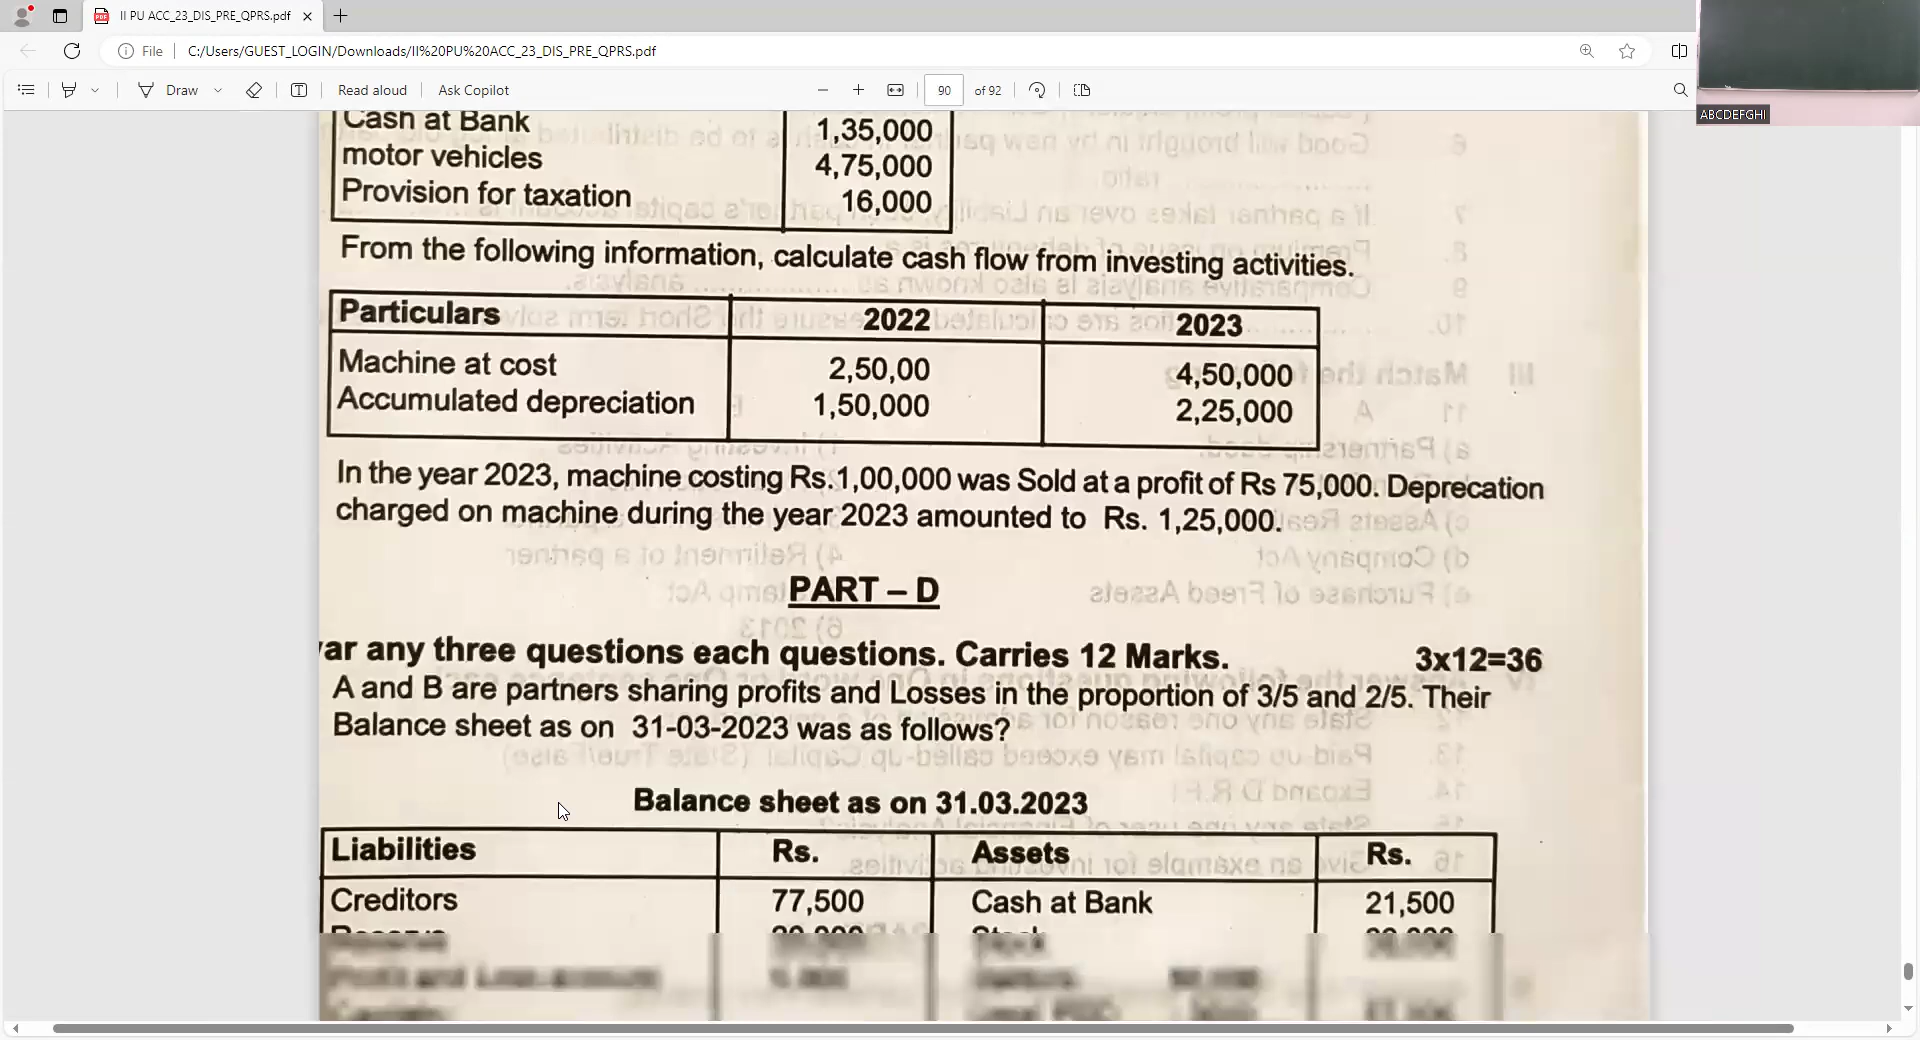 II PU ACC_23_DIS_PRE_QPRS.pdf
File C:/Users/GUEST_LOGIN/Downloads/II%20PU%20ACC_23_DIS_PRE_QPRS.pdf
Draw Read aloud Ask Copilot 90 of 92
ABCDEFGHI
Cash at Bank 1,35,000
motor vehicles 4,75,000
Provision for taxation 16,000
From the following information, calculate cash flow from investing activities.
Particulars 2022 2023
Machine at cost 2,50,00 4,50,000
Accumulated depreciation 1,50,000 2,25,000
In the year 2023, machine costing Rs.1,00,000 was Sold at a profit of Rs 75,000. Deprecation
charged on machine during the year 2023 amounted to Rs. 1,25,000.
PART – D
any three questions each questions. Carries 12 Marks. 3x12=36
A and B are partners sharing profits and Losses in the proportion of 3/5 and 2/5. Their
Balance sheet as on 31-03-2023 was as follows?
Balance sheet as on 31.03.2023
Liabilities Rs. Assets Rs.
Creditors 77,500 Cash at Bank 21,500